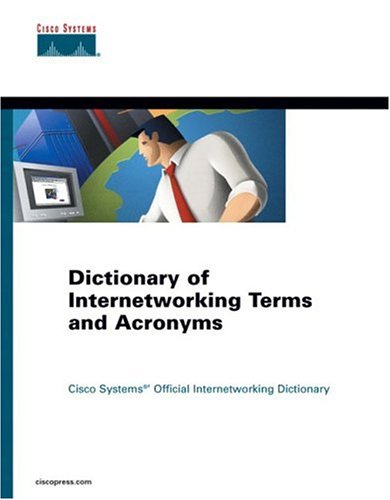 CISCO SYSTEMS
Dictionary of
Internetworking Terms
and Acronyms
Cisco Systems®' Official Internetworking Dictionary
ciscopress.com